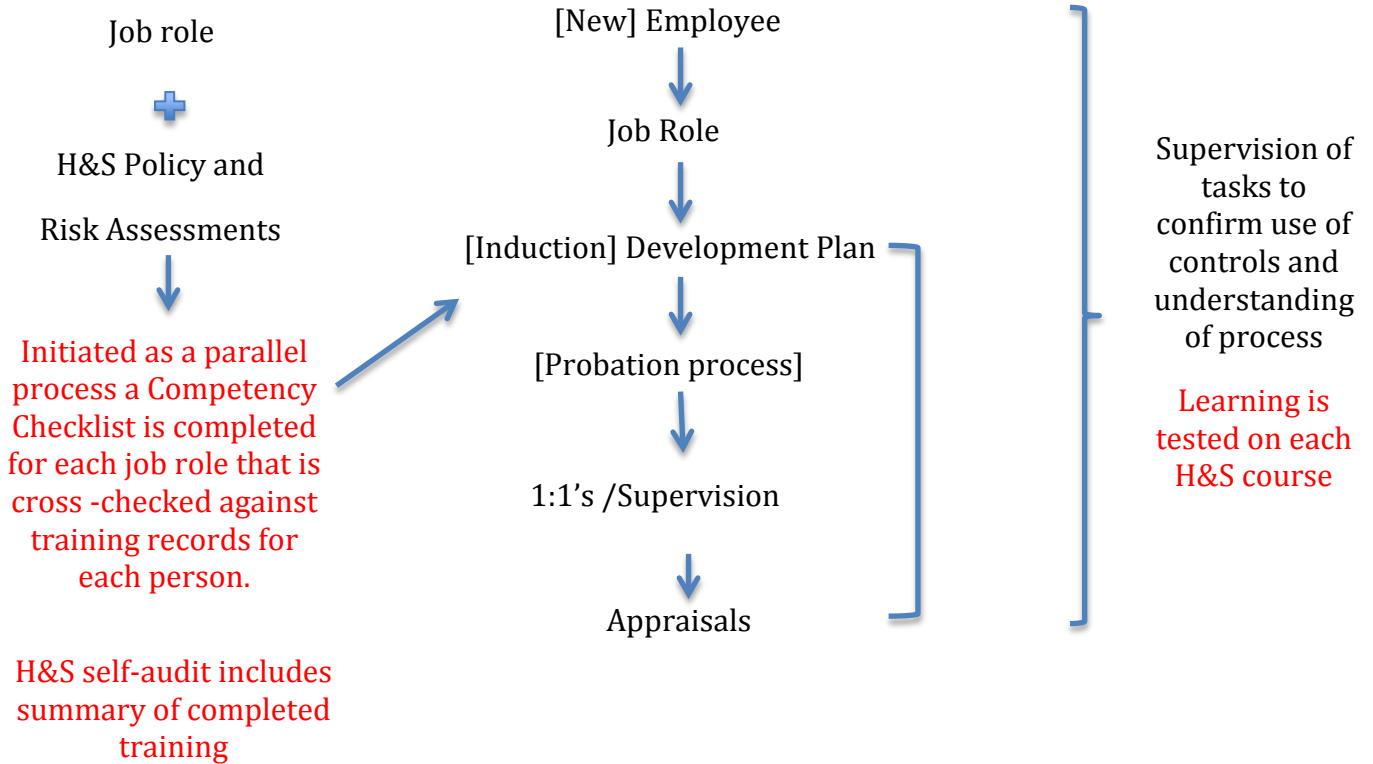 Job role
H&S Policy and
Risk Assessments
Initiated as a parallel
process a Competency
Checklist is completed
for each job role that is
cross -checked against
training records for
each person.
H&S self-audit includes
summary of completed
training
[New] Employee
Job Role
[Induction] Development Plan
[Probation process]
1:1’s /Supervision
Appraisals
Supervision of
tasks to
confirm use of
controls and
understanding
of process
Learning is
tested on each
H&S course